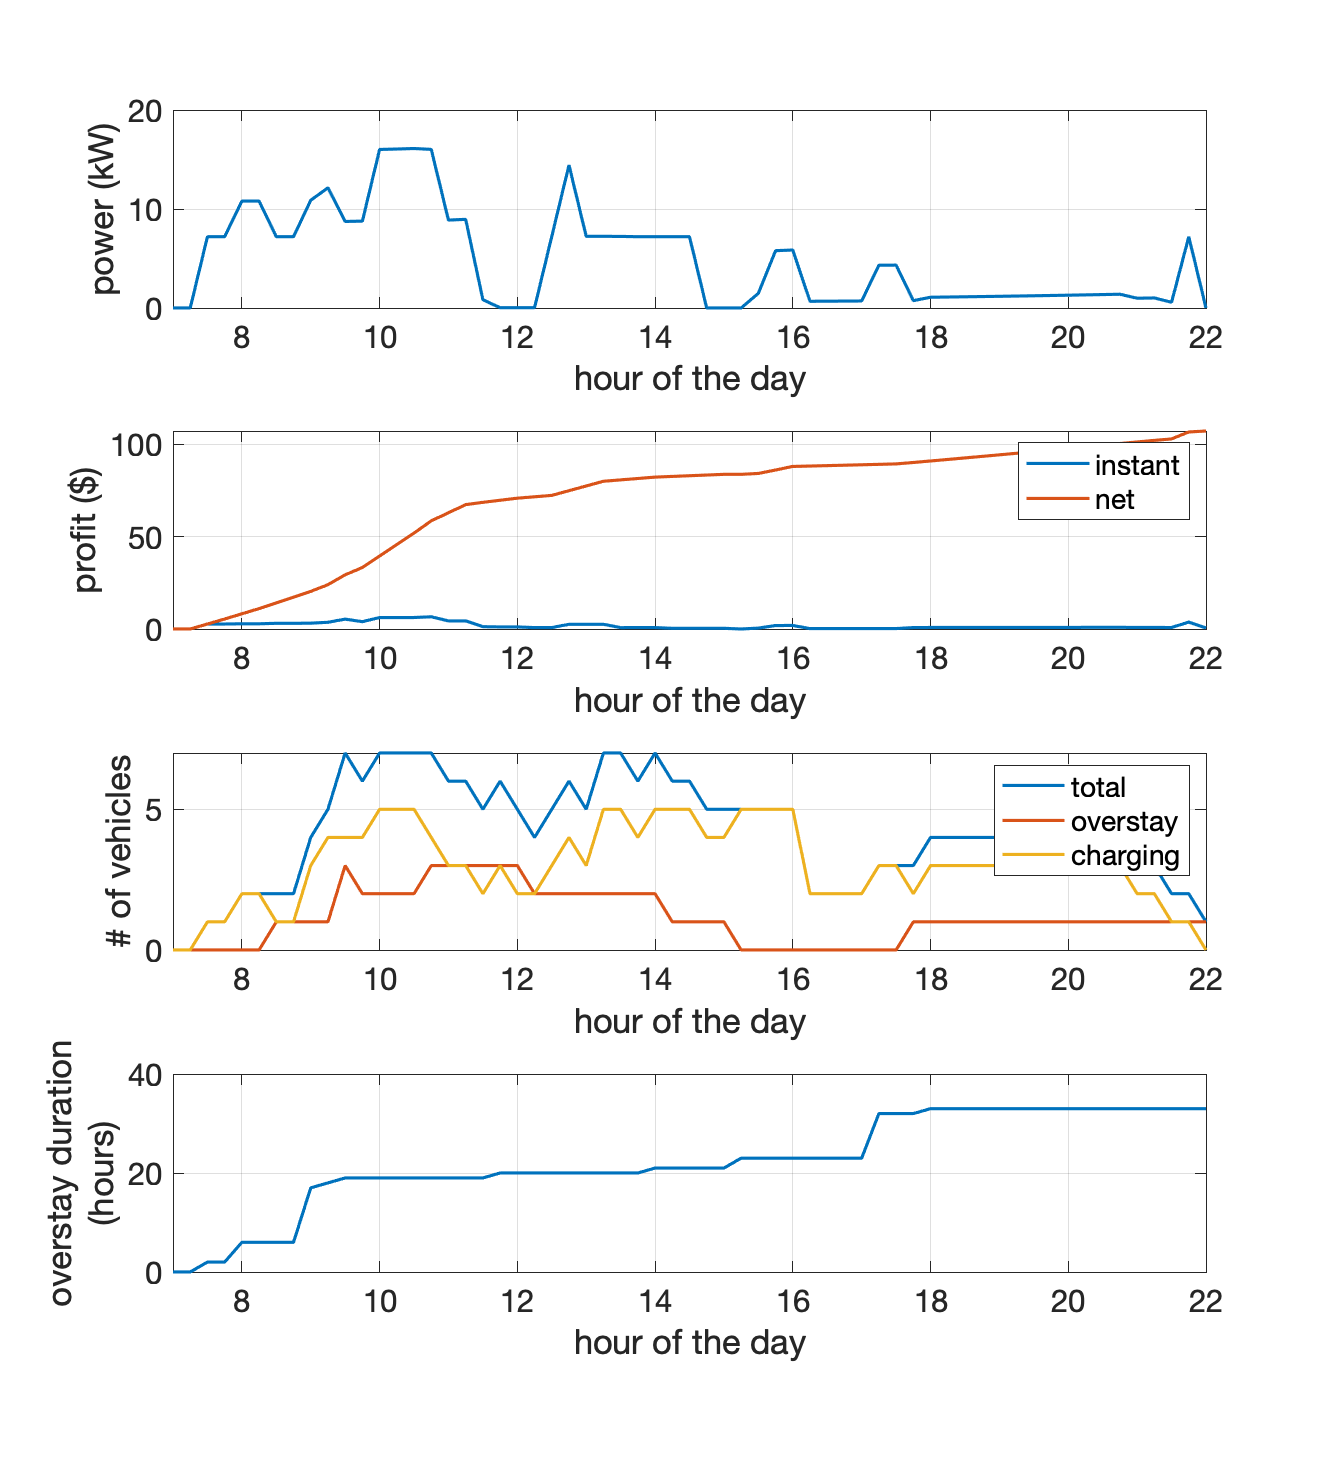 power (kW)
20
10
0
8 10 12 14 16 18 20 22
hour of the day
profit ($)
100
50
0
instant
net
8 10 12 14 16 18 20 22
hour of the day
# of vehicles
5
0
total
overstay
charging
8 10 12 14 16 18 20 22
hour of the day
overstay duration
(hours)
40
20
0
8 10 12 14 16 18 20 22
hour of the day